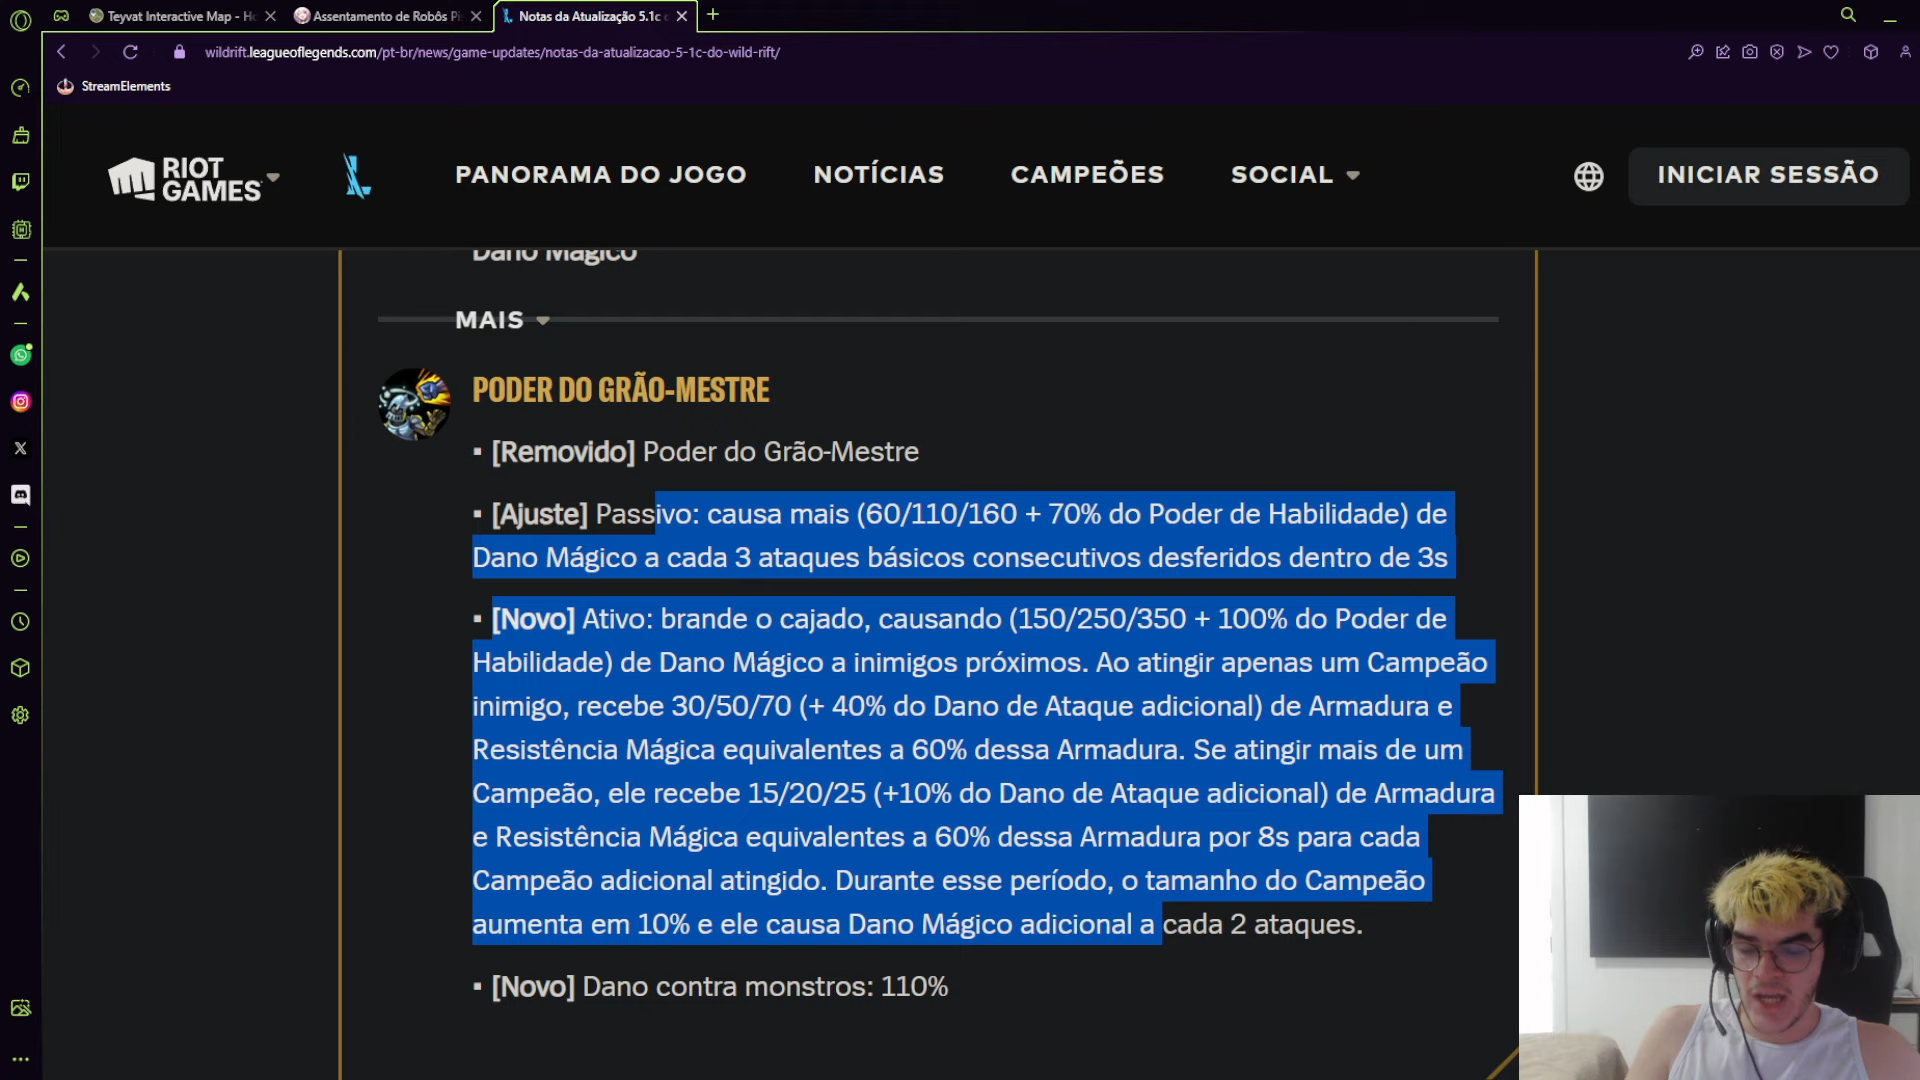 Teyvat Interactive Map - Ho
Assentamento de Robôs Pi
Notas da Atualização 5.1c
wildrift.leagueoflegends.com/pt-br/news/game-updates/notas-da-atualizacao-5-1c-do-wild-rift/
StreamElements
RIOT
GAMES
PANORAMA DO JOGO
NOTÍCIAS
CAMPEÕES
SOCIAL
INICIAR SESSÃO
Dano Mágico
MAIS
PODER DO GRÃO-MESTRE
▪ [Removido] Poder do Grão-Mestre
▪ [Ajuste] Passivo: causa mais (60/110/160 + 70% do Poder de Habilidade) de
Dano Mágico a cada 3 ataques básicos consecutivos desferidos dentro de 3s
▪ [Novo] Ativo: brande o cajado, causando (150/250/350 + 100% do Poder de
Habilidade) de Dano Mágico a inimigos próximos. Ao atingir apenas um Campeão
inimigo, recebe 30/50/70 (+ 40% do Dano de Ataque adicional) de Armadura e
Resistência Mágica equivalentes a 60% dessa Armadura. Se atingir mais de um
Campeão, ele recebe 15/20/25 (+10% do Dano de Ataque adicional) de Armadura
e Resistência Mágica equivalentes a 60% dessa Armadura por 8s para cada
Campeão adicional atingido. Durante esse período, o tamanho do Campeão
aumenta em 10% e ele causa Dano Mágico adicional a cada 2 ataques.
▪ [Novo] Dano contra monstros: 110%